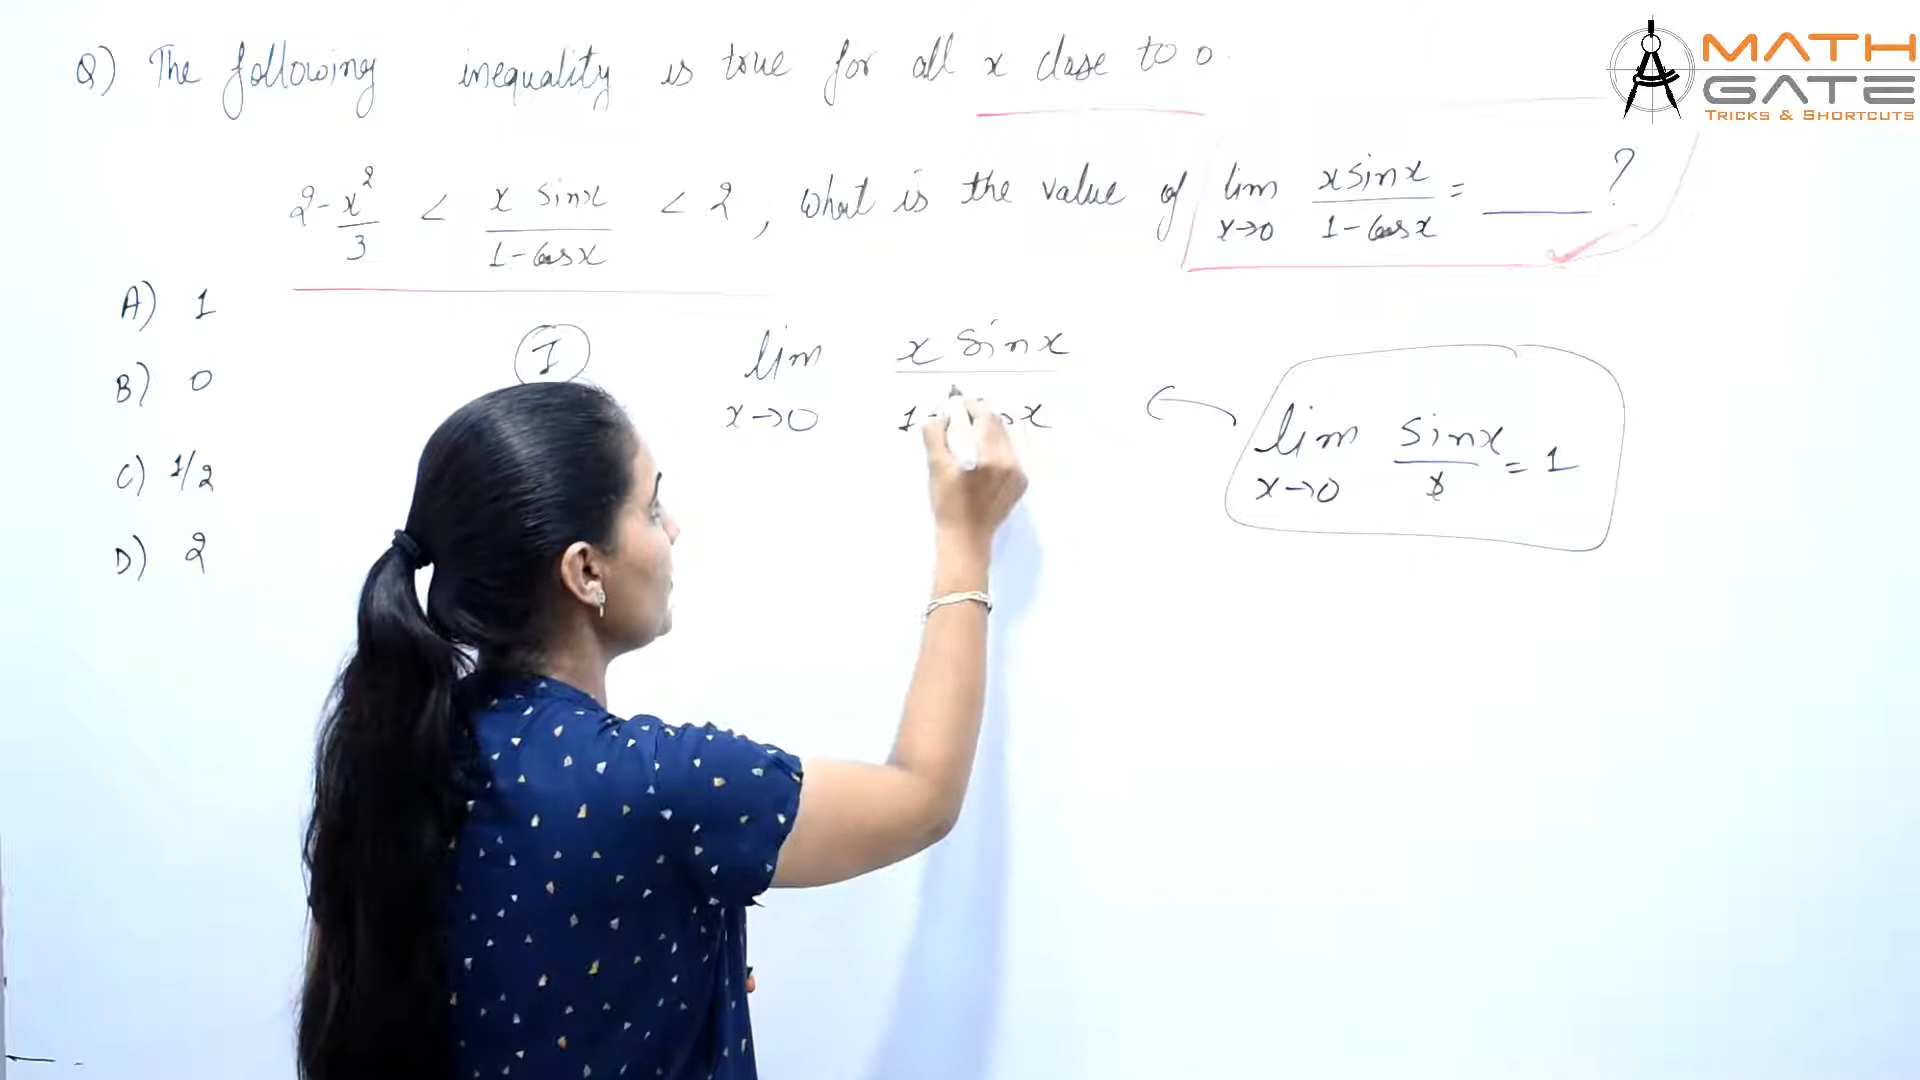 Q) The following inequality is true for all x close to 0.
2 - x²/3 < x sinx / 1 - Cosx < 2 , What is the value of lim x→0 xsinx / 1 - Cosx = ____ ?
A) 1
B) 0
C) 1/2
D) 2
I
lim x→0 x sinx / 1 - x
lim x→0 sinx / x = 1
MATH
GATE
TRICKS & SHORTCUTS